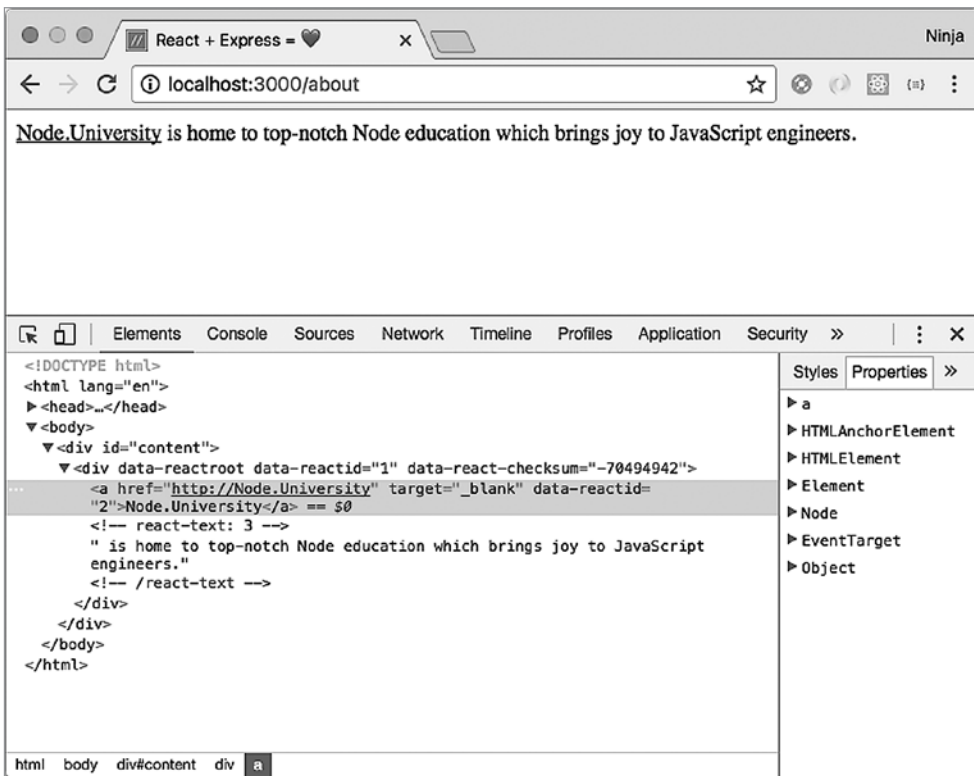 React + Express = 🖤
Ninja
localhost:3000/about
Node.University is home to top-notch Node education which brings joy to JavaScript engineers.
Elements Console Sources Network Timeline Profiles Application Security »
<!DOCTYPE html>
<html lang="en">
<head>…</head>
<body>
<div id="content">
<div data-reactroot data-reactid="1" data-react-checksum="-70494942">
<a href="http://Node.University" target="_blank" data-reactid=
"2">Node.University</a> == $0
<!-- react-text: 3 -->
" is home to top-notch Node education which brings joy to JavaScript
engineers."
<!-- /react-text -->
</div>
</div>
</body>
</html>
Styles Properties »
a
HTMLAnchorElement
HTMLElement
Element
Node
EventTarget
Object
html body div#content div a